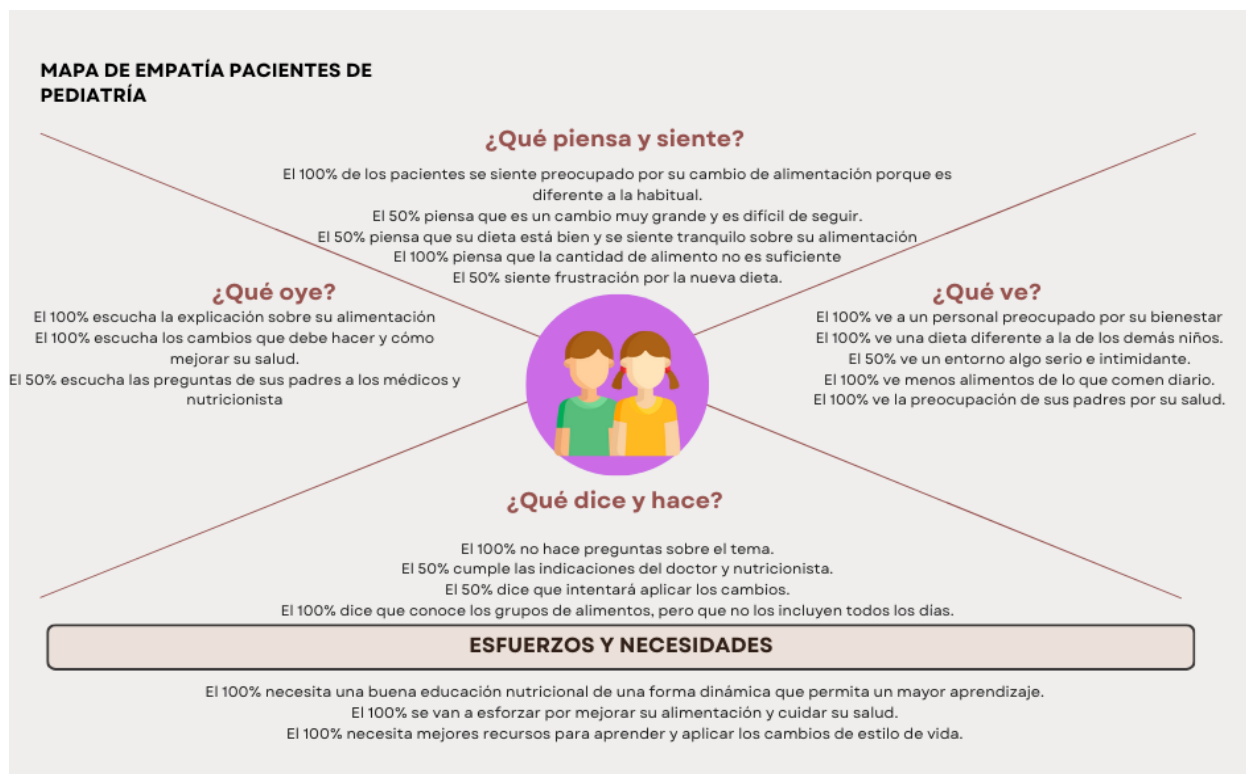 MAPA DE EMPATÍA PACIENTES DE
PEDIATRÍA
¿Qué piensa y siente?
El 100% de los pacientes se siente preocupado por su cambio de alimentación porque es
diferente a la habitual.
El 50% piensa que es un cambio muy grande y es difícil de seguir.
El 50% piensa que su dieta está bien y se siente tranquilo sobre su alimentación
El 100% piensa que la cantidad de alimento no es suficiente
El 50% siente frustración por la nueva dieta.
¿Qué oye?
El 100% escucha la explicación sobre su alimentación
El 100% escucha los cambios que debe hacer y cómo
mejorar su salud.
El 50% escucha las preguntas de sus padres a los médicos y
nutricionista
¿Qué ve?
El 100% ve a un personal preocupado por su bienestar
El 100% ve una dieta diferente a la de los demás niños.
El 50% ve un entorno algo serio e intimidante.
El 100% ve menos alimentos de lo que comen diario.
El 100% ve la preocupación de sus padres por su salud.
¿Qué dice y hace?
El 100% no hace preguntas sobre el tema.
El 50% cumple las indicaciones del doctor y nutricionista.
El 50% dice que intentará aplicar los cambios.
El 100% dice que conoce los grupos de alimentos, pero que no los incluyen todos los días.
ESFUERZOS Y NECESIDADES
El 100% necesita una buena educación nutricional de una forma dinámica que permita un mayor aprendizaje.
El 100% se van a esforzar por mejorar su alimentación y cuidar su salud.
El 100% necesita mejores recursos para aprender y aplicar los cambios de estilo de vida.